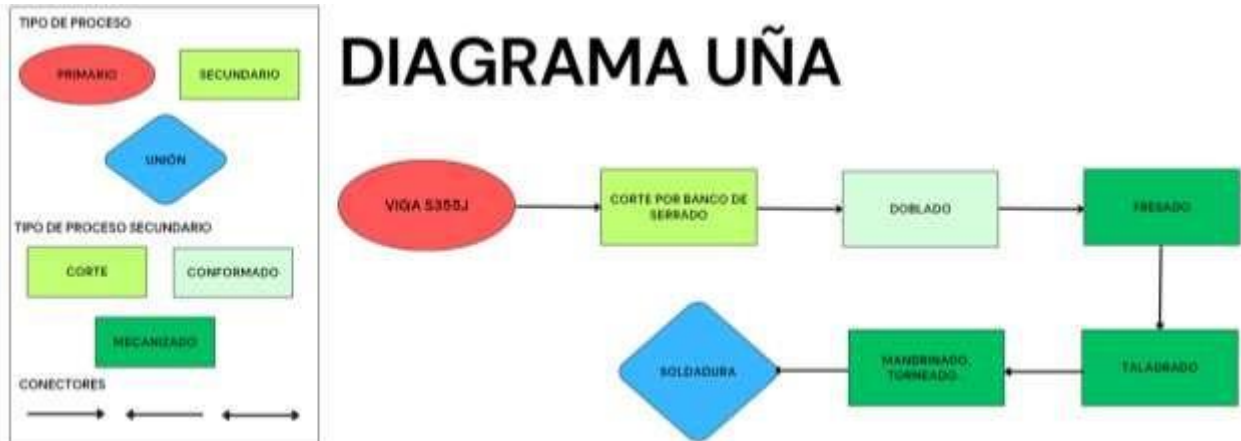 TIPO DE PROCESO
PRIMARIO
SECUNDARIO
UNIÓN
TIPO DE PROCESO SECUNDARIO
CORTE
CONFORMADO
MECANIZADO
CONECTORES
DIAGRAMA UÑA
VIGA S355J
CORTE POR BANCO DE
SERRADO
DOBLADO
FRESADO
TALADRADO
MANDRINADO.
TORNEADO.
SOLDADURA